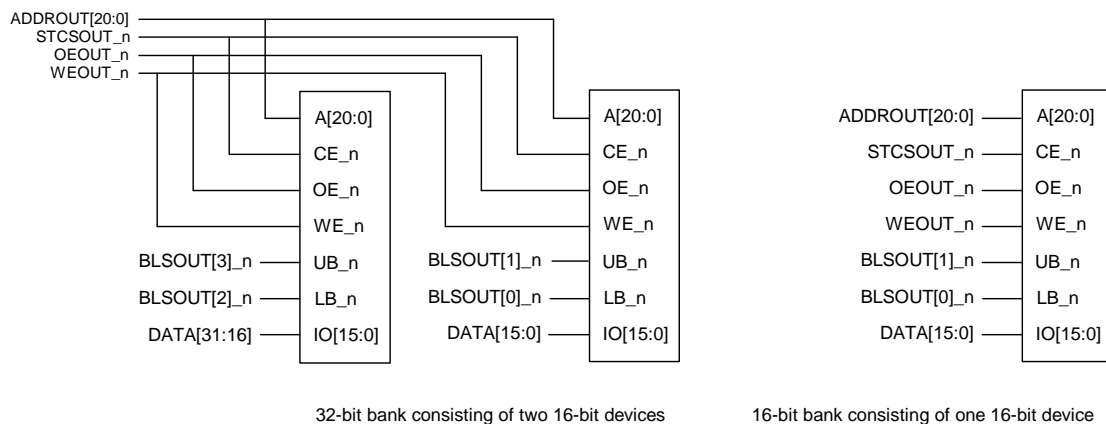 ADDROUT[20:0]
STCSOUT_n
OEOUT_n
WEOUT_n
A[20:0]
CE_n
OE_n
WE_n
BLSOUT[3]_n
UB_n
BLSOUT[2]_n
LB_n
DATA[31:16]
IO[15:0]
A[20:0]
CE_n
OE_n
WE_n
BLSOUT[1]_n
UB_n
BLSOUT[0]_n
LB_n
DATA[15:0]
IO[15:0]
32-bit bank consisting of two 16-bit devices
ADDROUT[20:0]
A[20:0]
STCSOUT_n
CE_n
OEOUT_n
OE_n
WEOUT_n
WE_n
BLSOUT[1]_n
UB_n
BLSOUT[0]_n
LB_n
DATA[15:0]
IO[15:0]
16-bit bank consisting of one 16-bit device